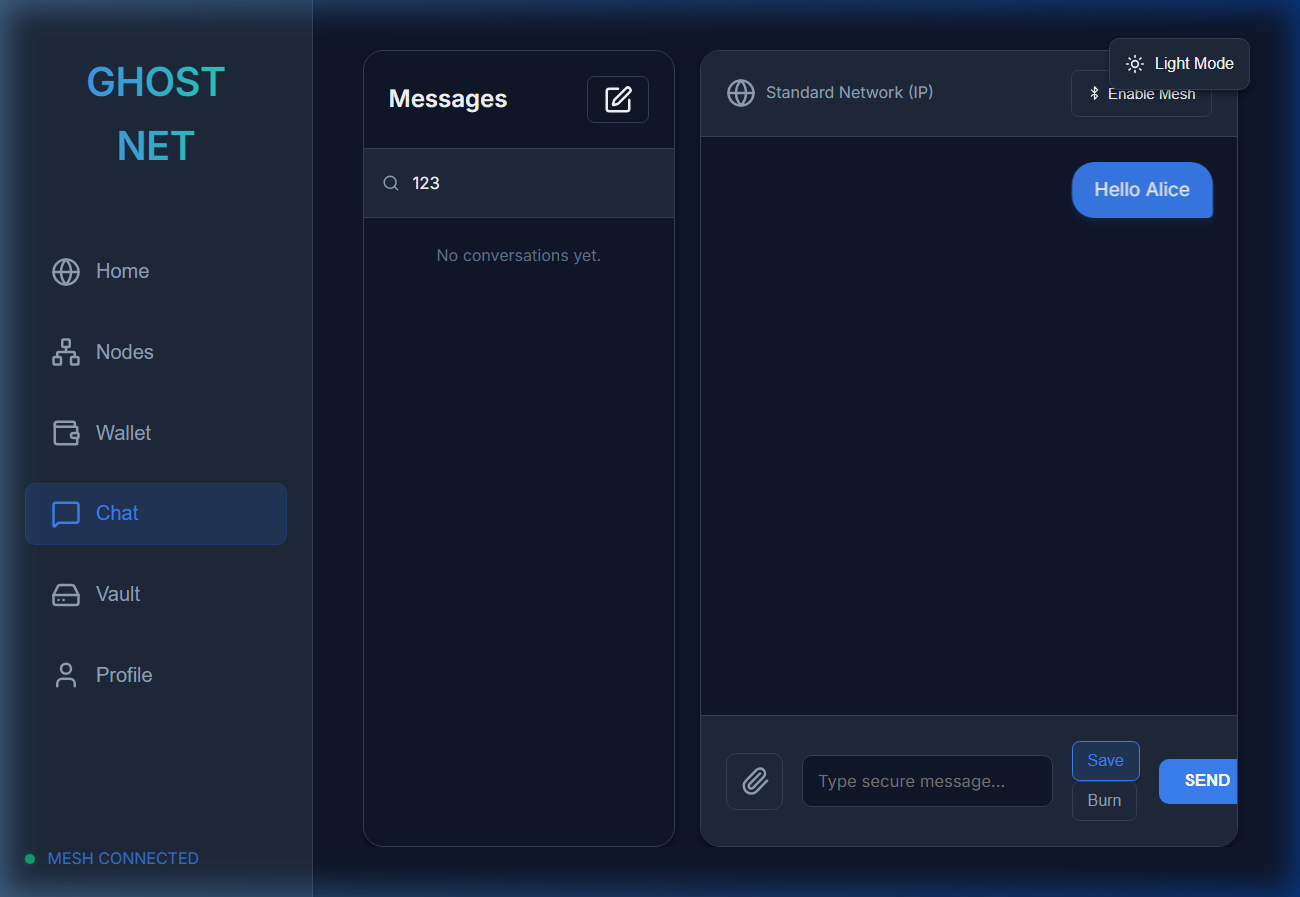 GHOST
NET
Home
Nodes
Wallet
Chat
Vault
Profile
MESH CONNECTED
Messages
123
No conversations yet.
Standard Network (IP)
Light Mode
Enable Mesh
Hello Alice
Type secure message...
Save
Burn
SEND